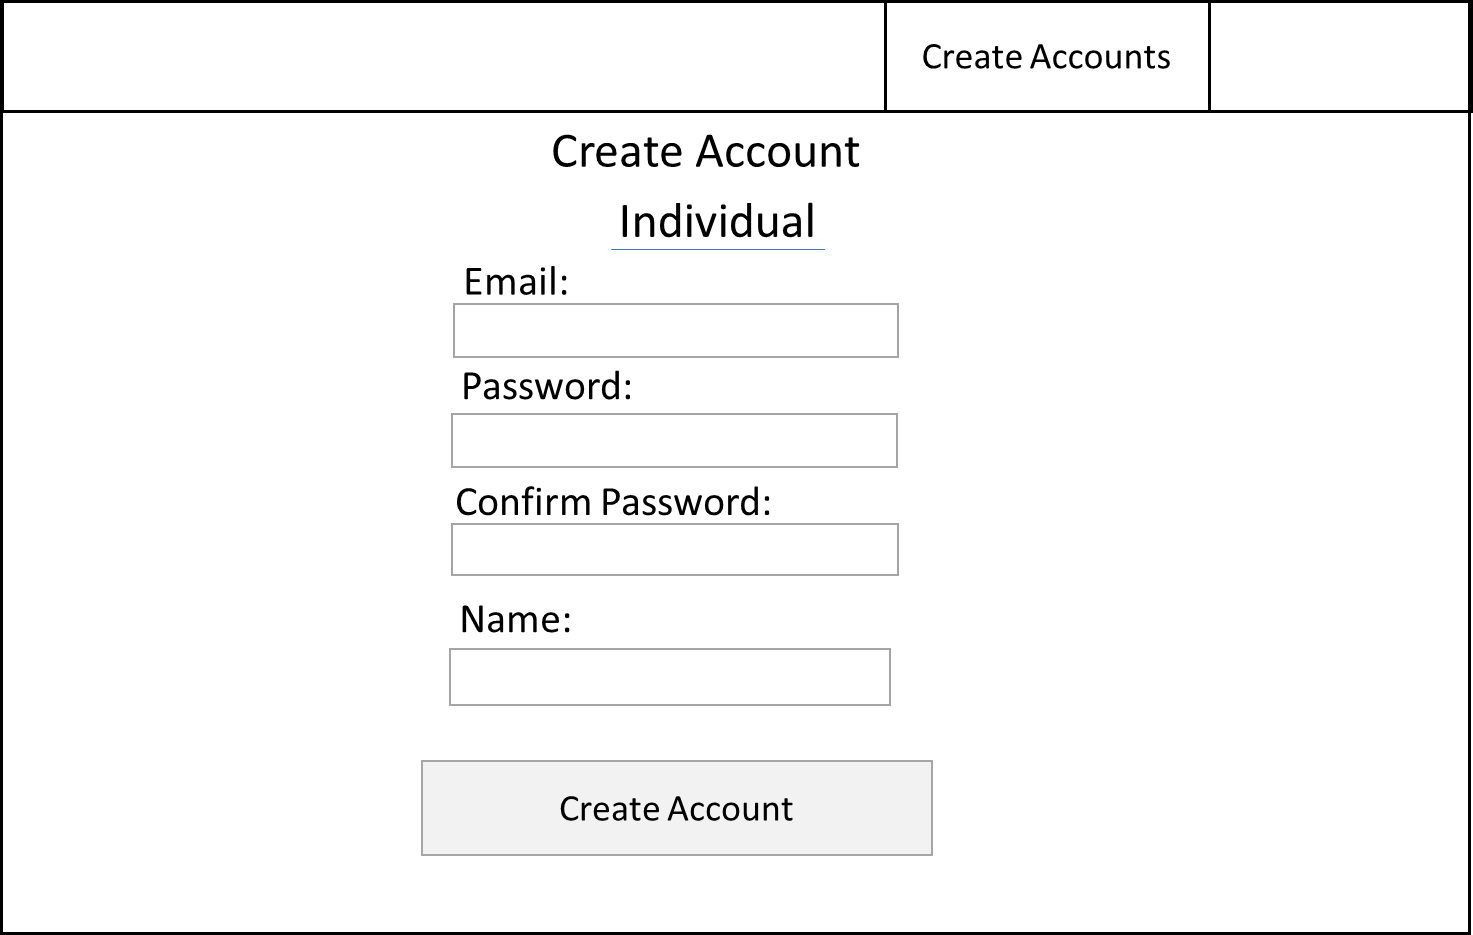 Create Accounts
Create Account
Individual
Email:
Password:
Confirm Password:
Name:
Create Account